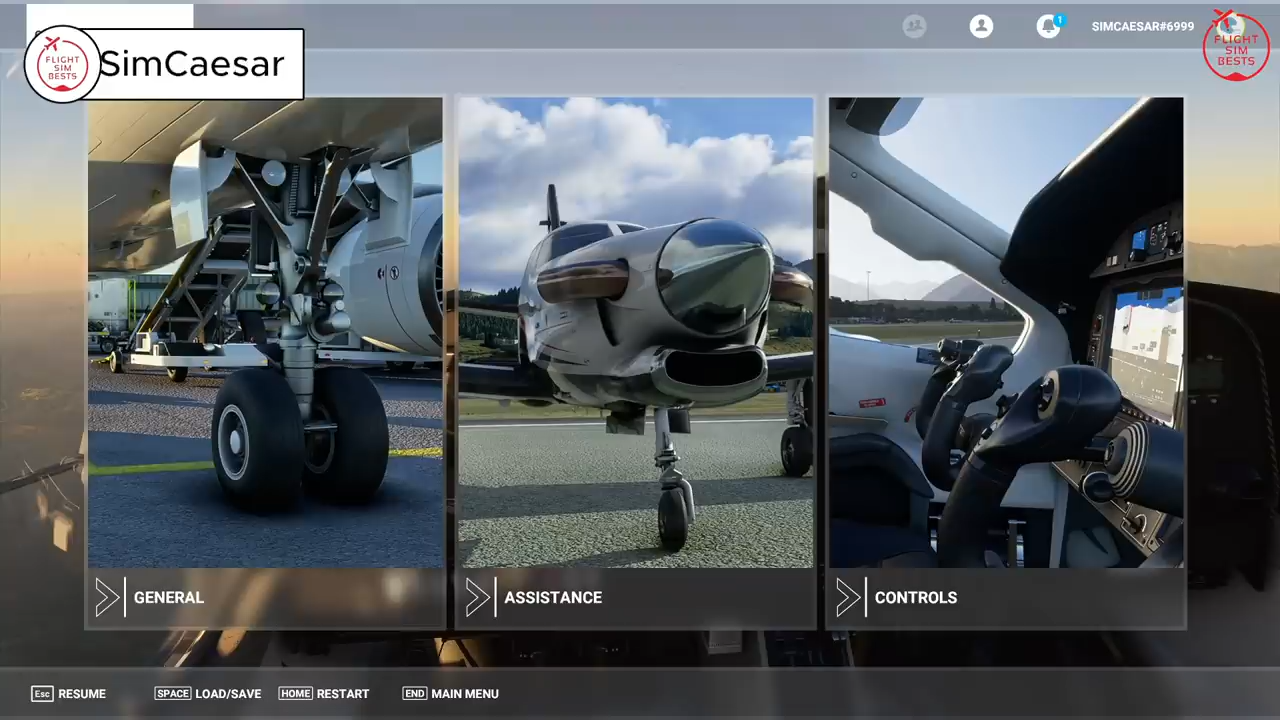 SimCaesar
FLIGHT
SIM
BESTS
1
SIMCAESAR#6999
FLIGHT
SIM
BESTS
GENERAL
ASSISTANCE
CONTROLS
Esc RESUME
SPACE LOAD/SAVE
HOME RESTART
END MAIN MENU